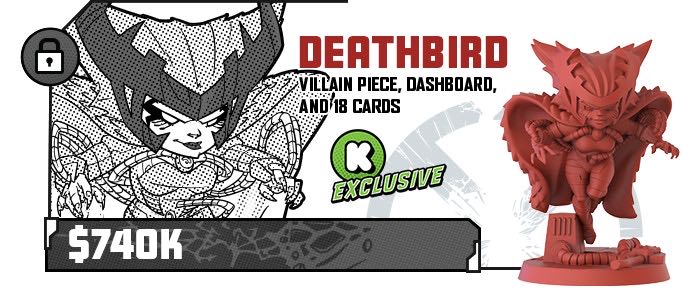 DEATHBIRD
VILLAIN PIECE, DASHBOARD,
AND 18 CARDS
K
EXCLUSIVE
$740K